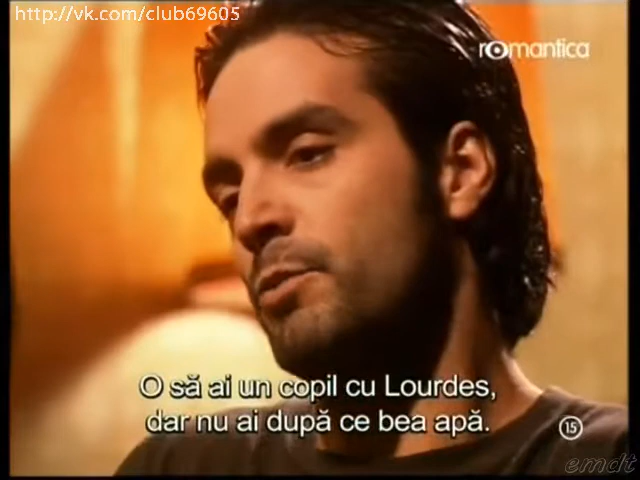 http://vk.com/club69605
romantica
O să ai un copil cu Lourdes,
dar nu ai după ce bea apă.
15
emdt